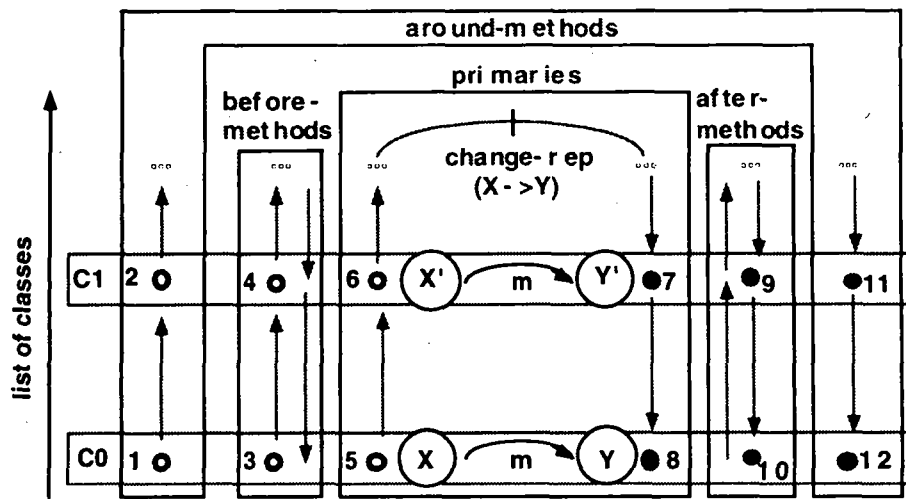 around-methods
primaries
before-
methods
after-
methods
change-rep
(X->Y)
list of classes
C1 2 4 6 X' m Y' 7 9 11
C0 1 3 5 X m Y 8 10 12